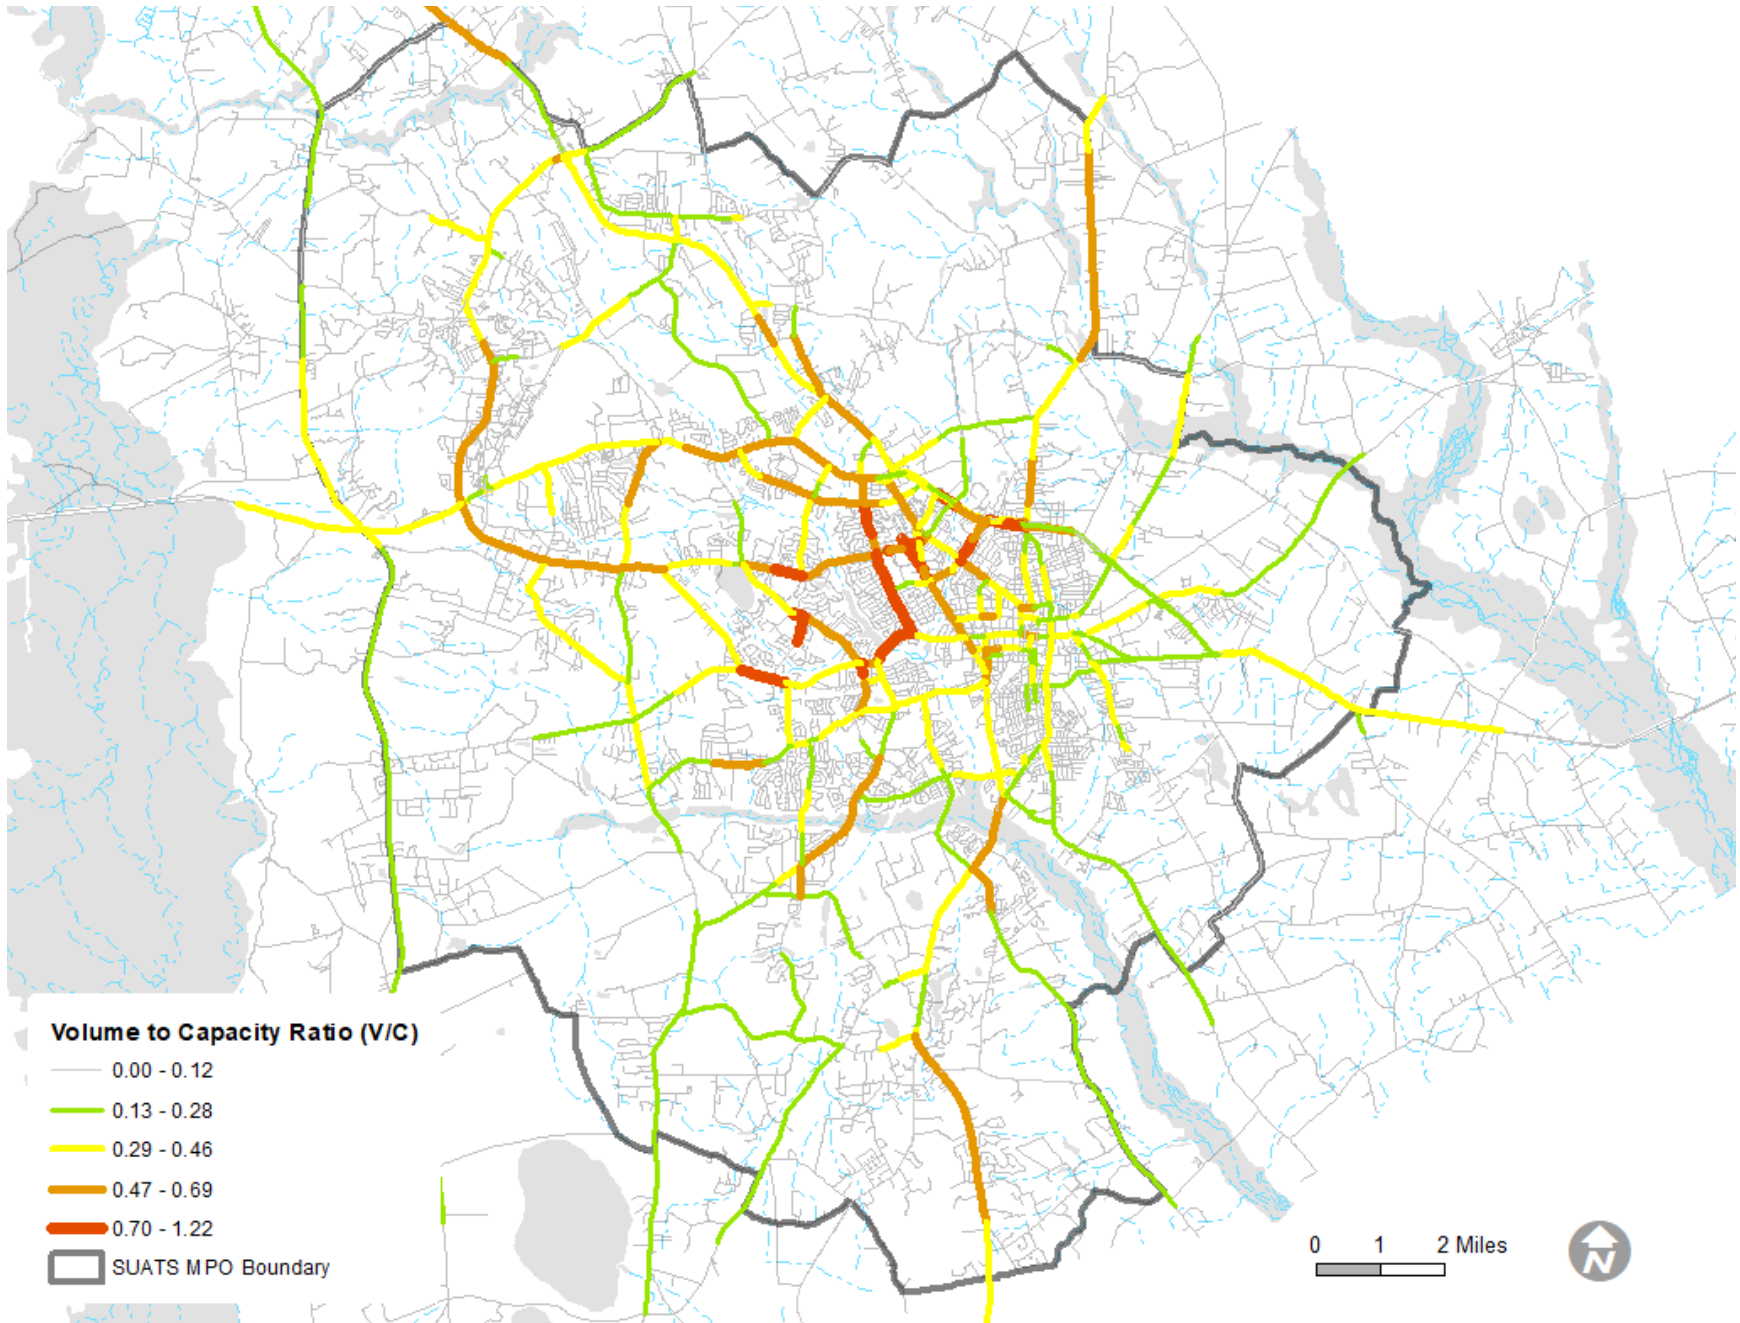 Volume to Capacity Ratio (V/C)
0.00 - 0.12
0.13 - 0.28
0.29 - 0.46
0.47 - 0.69
0.70 - 1.22
SUATS MPO Boundary
0 1 2 Miles
N